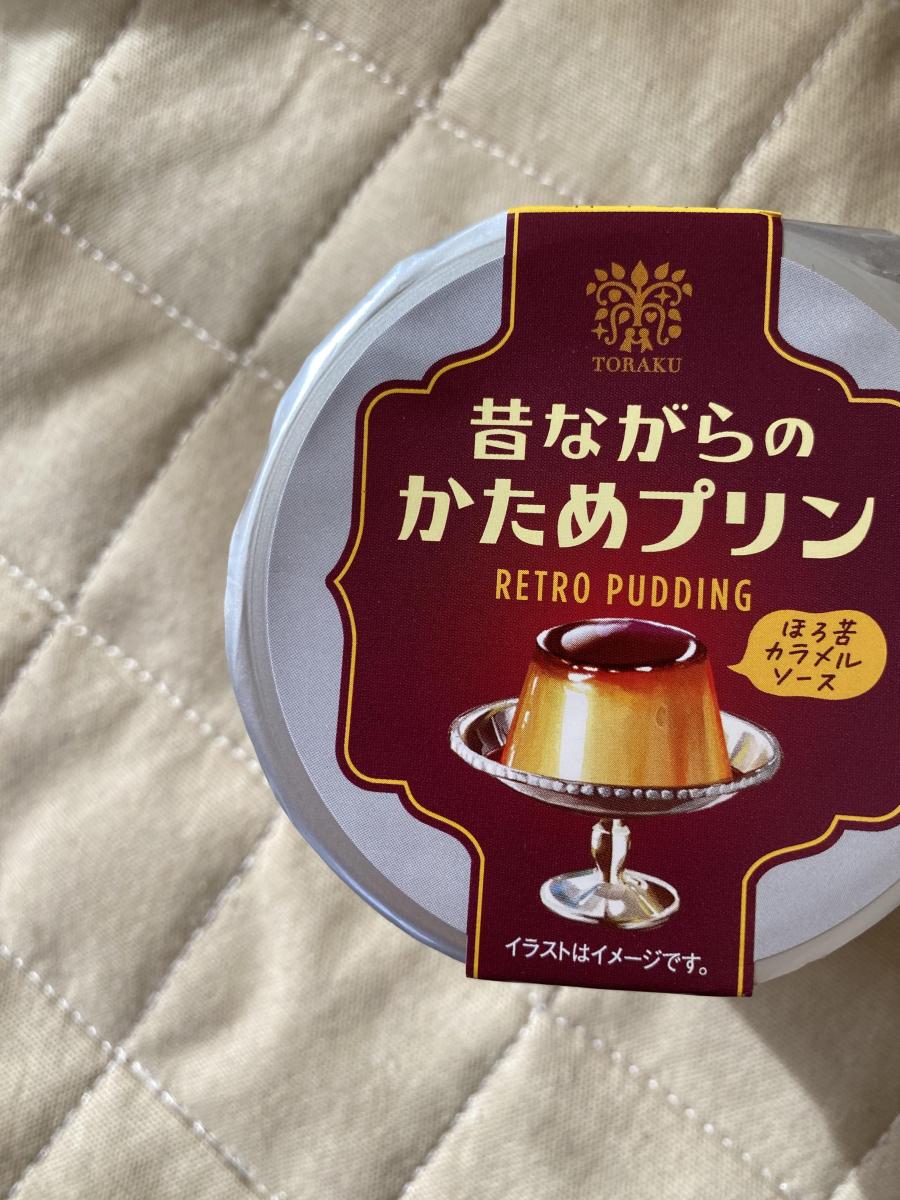 TORAKU
昔ながらの
かためプリン
RETRO PUDDING
ほろ苦
カラメル
ソース
イラストはイメージです。